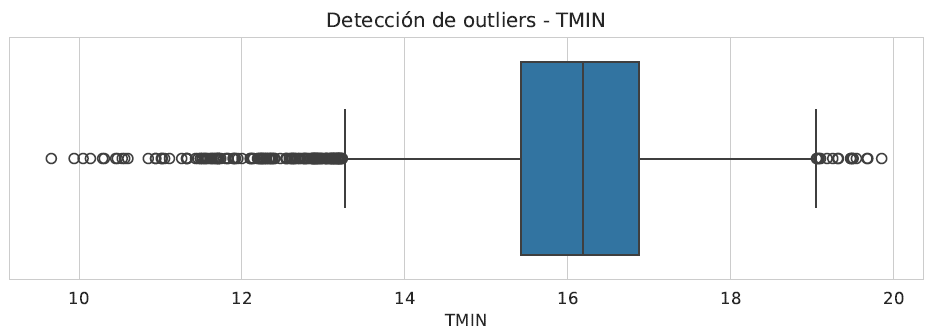 Detección de outliers - TMIN
10 12 14 16 18 20
TMIN